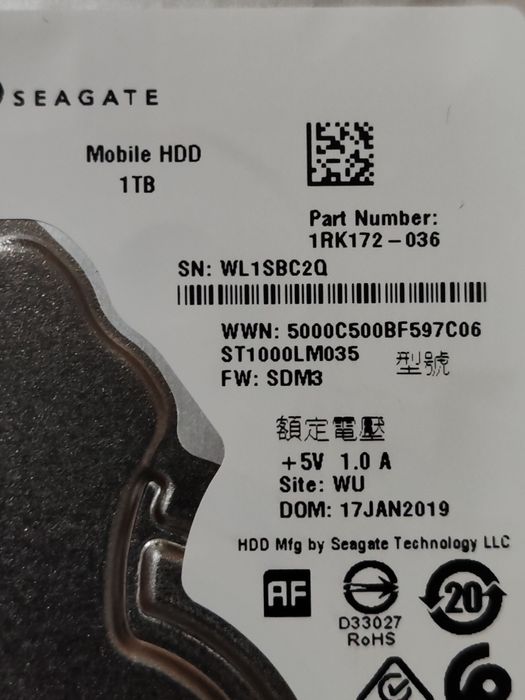 SEAGATE
Mobile HDD
1TB
Part Number:
1RK172-036
SN: WL1SBC2Q
WWN: 5000C500BF597C06
ST1000LM035 型號
FW: SDM3
額定電壓
+5V 1.0 A
Site: WU
DOM: 17JAN2019
HDD Mfg by Seagate Technology LLC
AF
20
D33027
RoHS